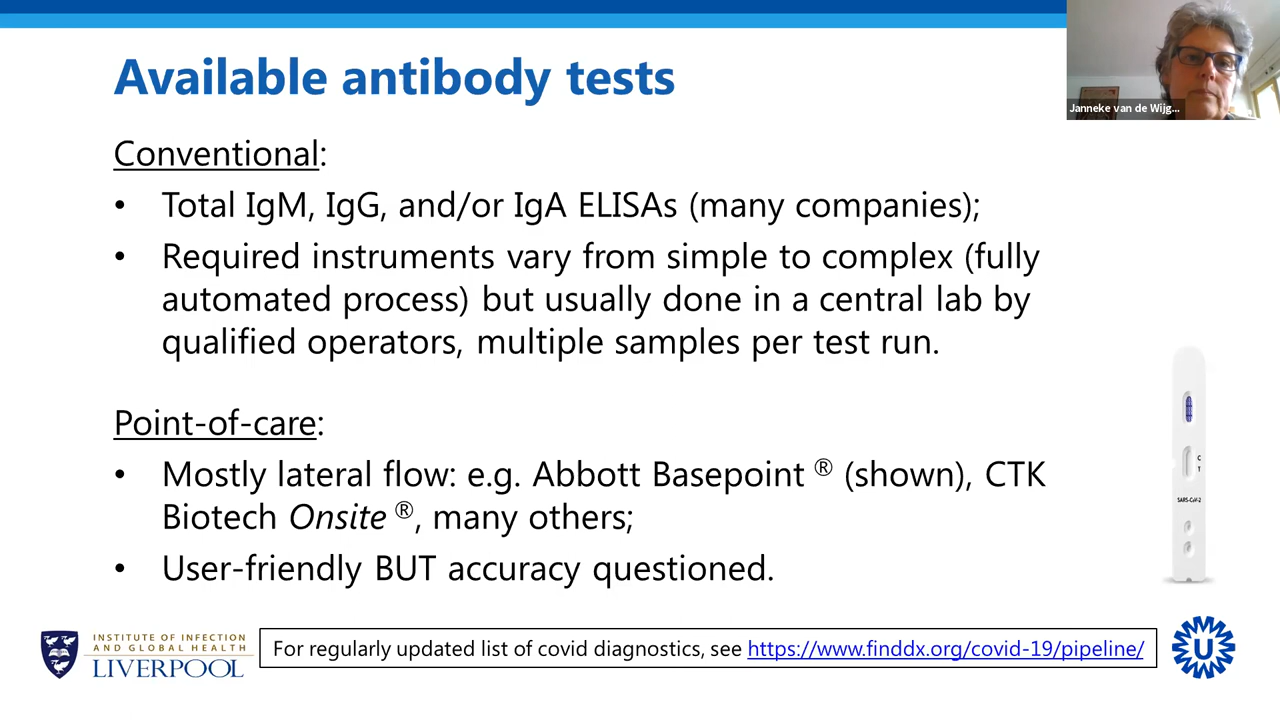 Available antibody tests
Janneke van de Wijg...
Conventional:
• Total IgM, IgG, and/or IgA ELISAs (many companies);
• Required instruments vary from simple to complex (fully
automated process) but usually done in a central lab by
qualified operators, multiple samples per test run.
Point-of-care:
• Mostly lateral flow: e.g. Abbott Basepoint ® (shown), CTK
Biotech Onsite ®, many others;
• User-friendly BUT accuracy questioned.
C
T
SARS-CoV-2
INSTITUTE OF INFECTION
AND GLOBAL HEALTH
LIVERPOOL
For regularly updated list of covid diagnostics, see https://www.finddx.org/covid-19/pipeline/
U